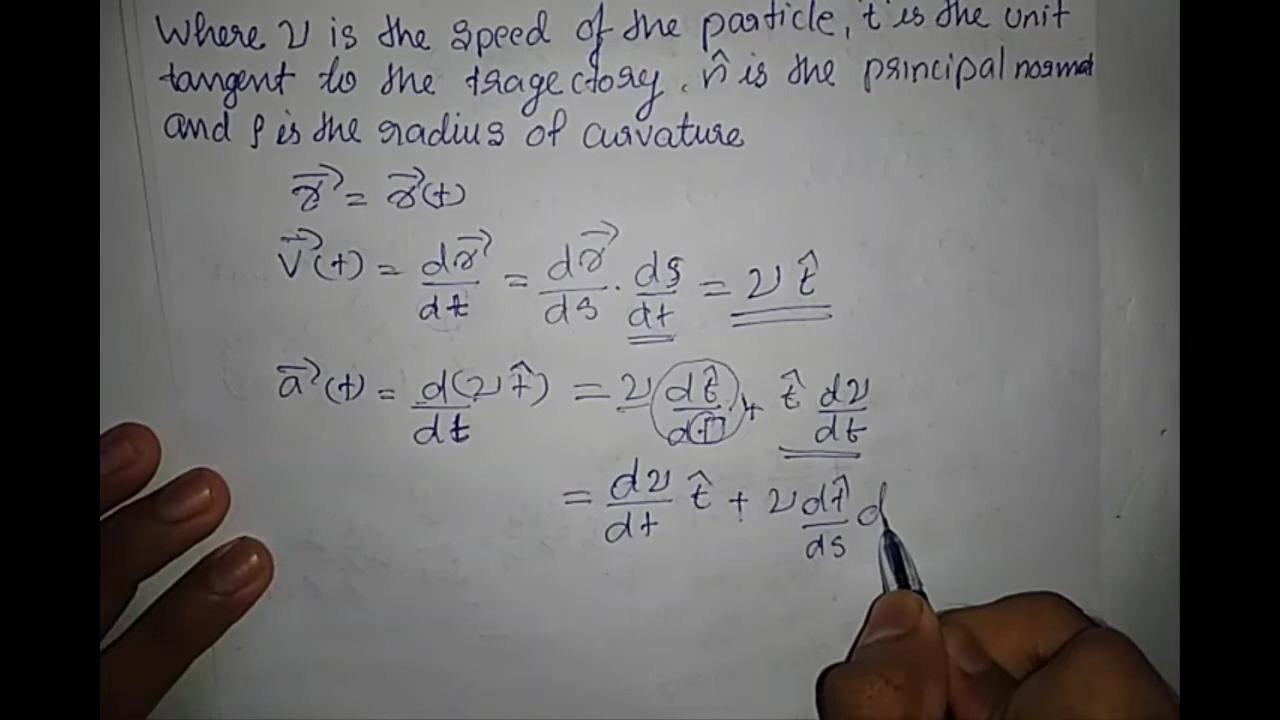 Where v is the speed of the particle, t̂ is the unit
tangent to the tragectory. n̂ is the principal normal
and ρ is the radius of curvature
r⃗ = r⃗(t)
v⃗(t) = dr⃗/dt = dr⃗/ds · ds/dt = v t̂
a⃗(t) = d(v t̂)/dt = v dt̂/dt + t̂ dv/dt
= dv/dt t̂ + v dt̂/ds d